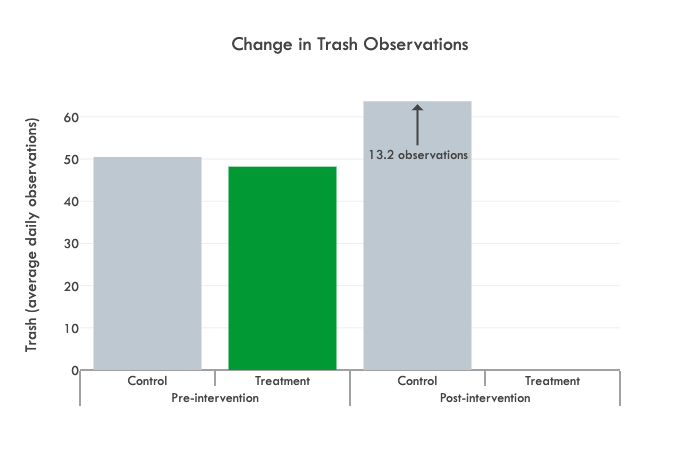 Change in Trash Observations
Trash (average daily observations)
60
50
40
30
20
10
0
13.2 observations
Control
Treatment
Control
Treatment
Pre-intervention
Post-intervention